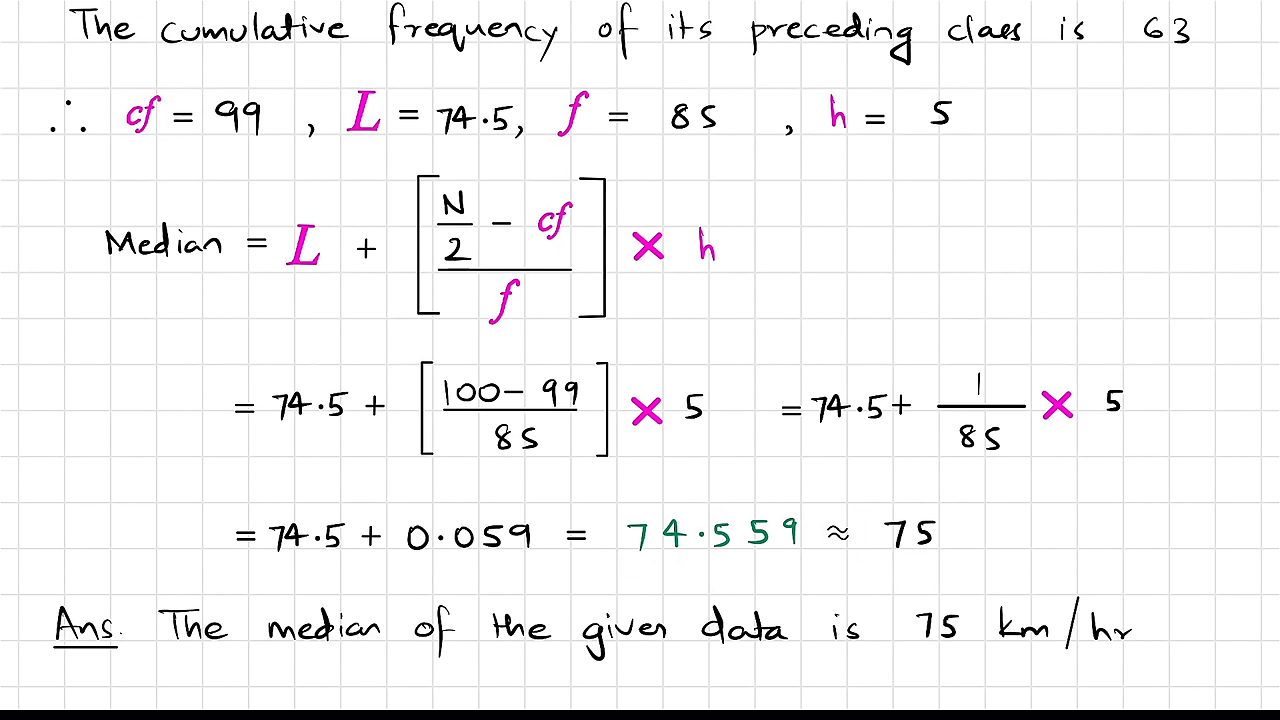 The cumulative frequency of its preceding class is 63
∴ cf = 99 , L = 74.5, f = 85 , h = 5
Median = L + [(N/2 - cf)/f] × h
= 74.5 + [(100 - 99)/85] × 5 = 74.5 + 1/85 × 5
= 74.5 + 0.059 = 74.559 ≈ 75
Ans. The median of the given data is 75 km/hr